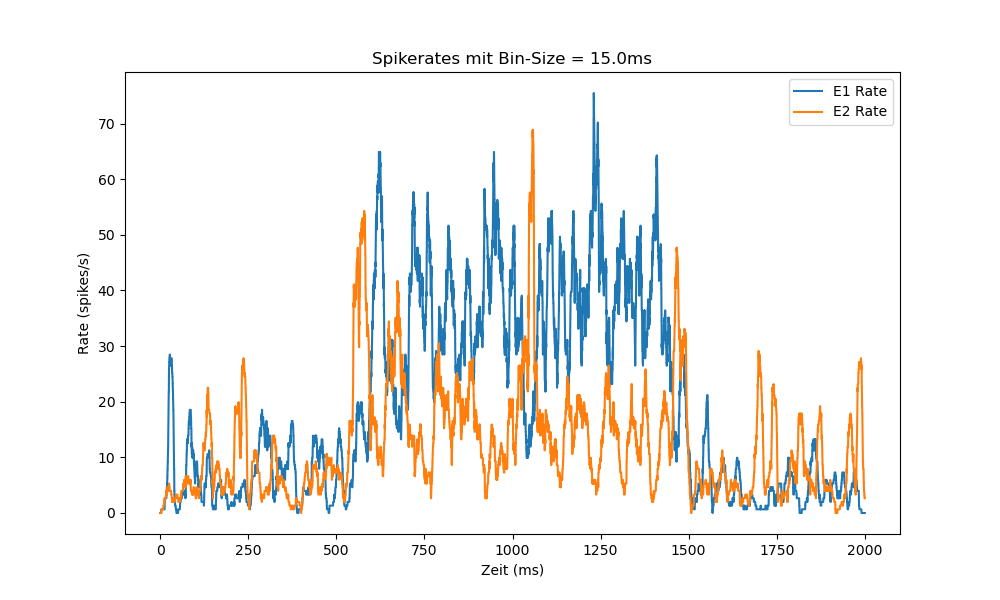 Spikerates mit Bin-Size = 15.0ms
E1 Rate
E2 Rate
70
60
50
40
30
20
10
0
Rate (spikes/s)
0 250 500 750 1000 1250 1500 1750 2000
Zeit (ms)